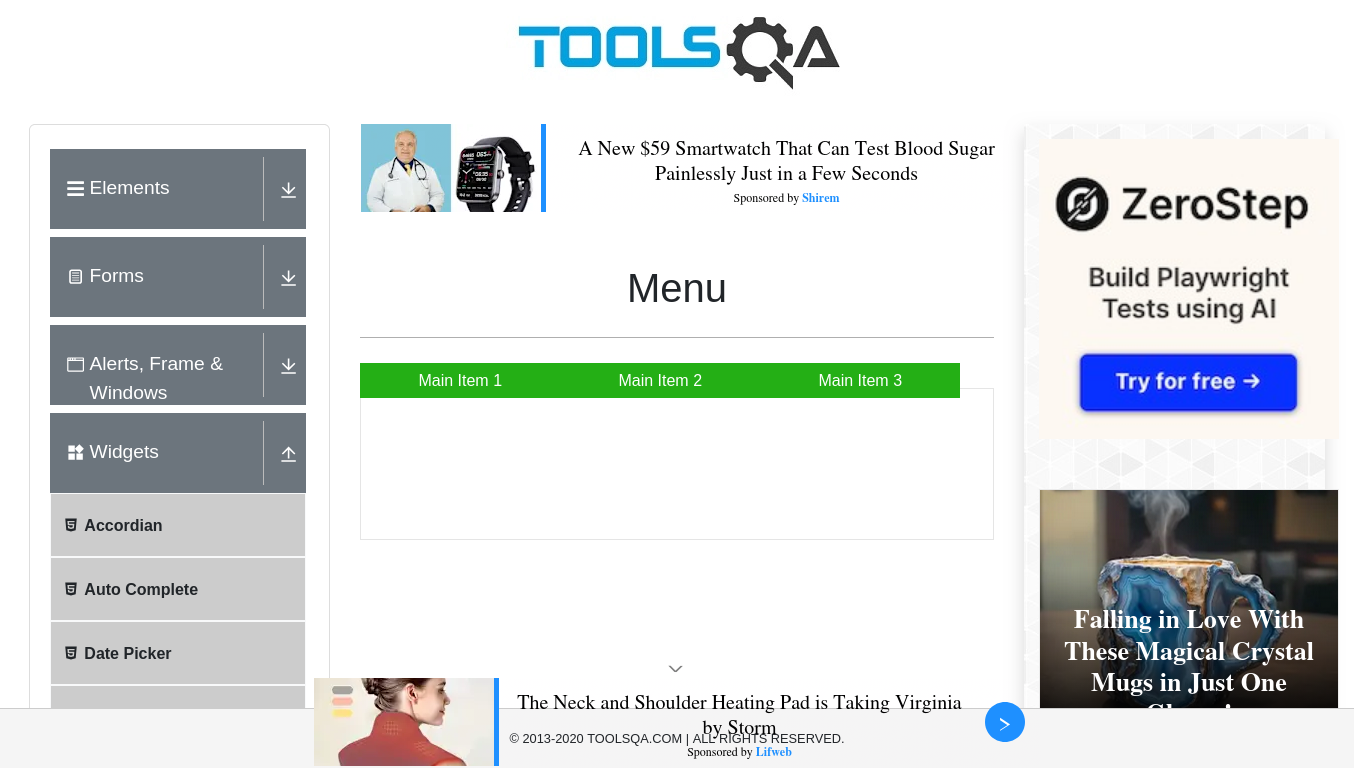 TOOLSQA
Elements
Forms
Alerts, Frame &
Windows
Widgets
Accordian
Auto Complete
Date Picker
A New $59 Smartwatch That Can Test Blood Sugar
Painlessly Just in a Few Seconds
Sponsored by Shirem
Menu
Main Item 1
Main Item 2
Main Item 3
ZeroStep
Build Playwright
Tests using AI
Try for free →
Falling in Love With
These Magical Crystal
Mugs in Just One
The Neck and Shoulder Heating Pad is Taking Virginia
by Storm
© 2013-2020 TOOLSQA.COM | ALL RIGHTS RESERVED.
Sponsored by Lifweb